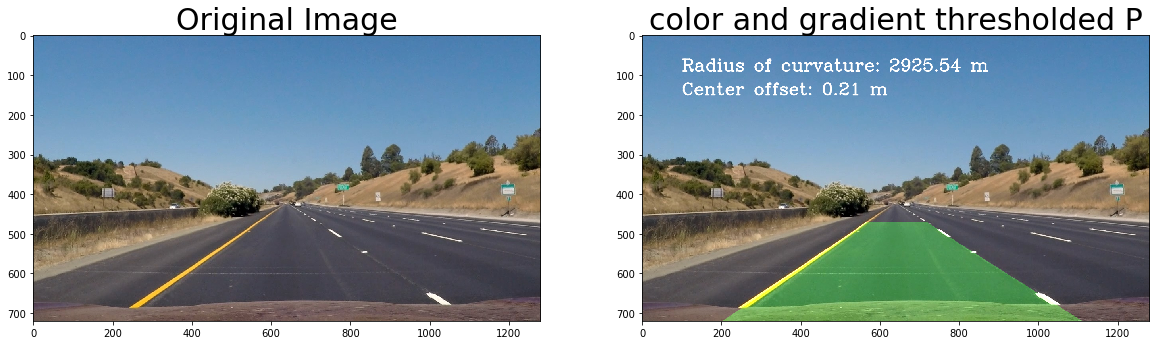 Original Image
0
100
200
300
400
500
600
700
0 200 400 600 800 1000 1200
color and gradient thresholded P
Radius of curvature: 2925.54 m
Center offset: 0.21 m
0
100
200
300
400
500
600
700
0 200 400 600 800 1000 1200